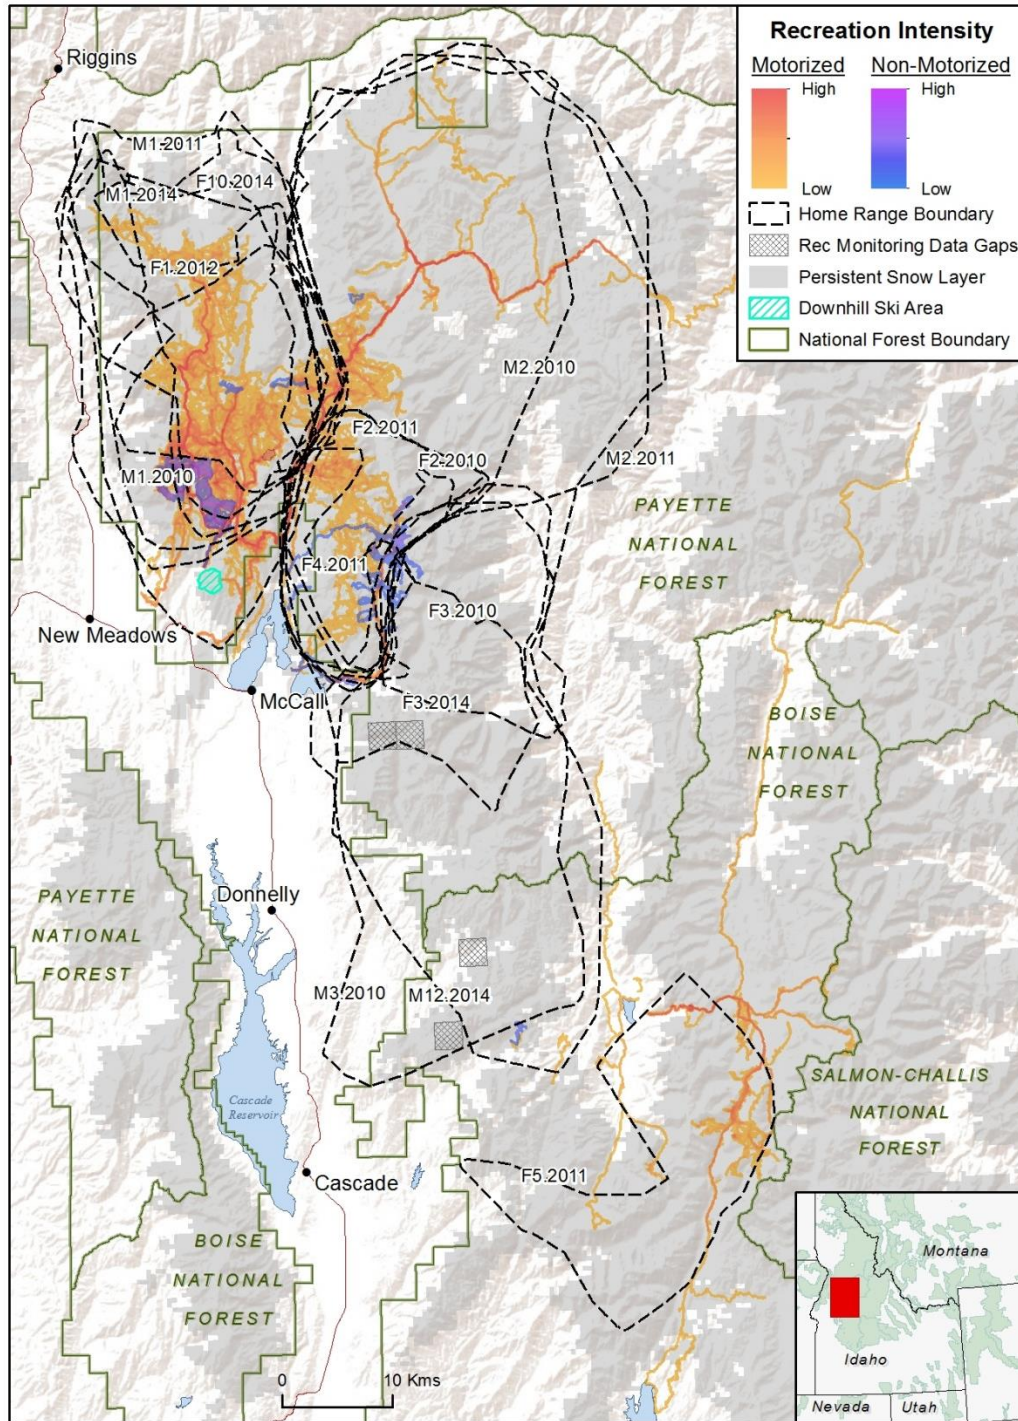 Recreation Intensity
Motorized
Non-Motorized
High
High
Low
Low
Home Range Boundary
Rec Monitoring Data Gaps
Persistent Snow Layer
Downhill Ski Area
National Forest Boundary
Riggins
M1.2011
F10.2014
M1.2014
F1.2012
M2.2010
F2.2011
F2.2010
M2.2011
M1.2010
PAYETTE
NATIONAL
FOREST
F4.2011
F3.2010
New Meadows
McCall
F3.2014
BOISE
NATIONAL
FOREST
Donnelly
PAYETTE
NATIONAL
FOREST
M3.2010
M12.2014
SALMON-CHALLIS
NATIONAL
FOREST
Cascade
Reservoir
Cascade
F5.2011
BOISE
NATIONAL
FOREST
0
10 Kms
Montana
Idaho
Nevada
Utah